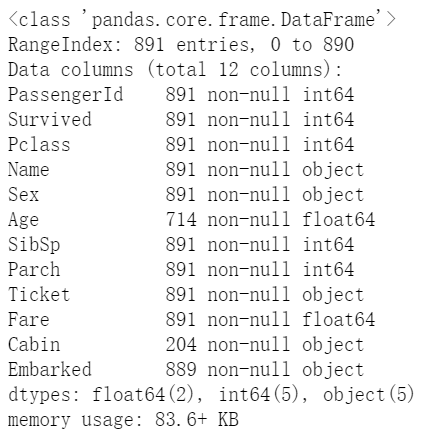 <class 'pandas.core.frame.DataFrame'>
RangeIndex: 891 entries, 0 to 890
Data columns (total 12 columns):
PassengerId    891 non-null int64
Survived       891 non-null int64
Pclass         891 non-null int64
Name           891 non-null object
Sex            891 non-null object
Age            714 non-null float64
SibSp          891 non-null int64
Parch          891 non-null int64
Ticket         891 non-null object
Fare           891 non-null float64
Cabin          204 non-null object
Embarked       889 non-null object
dtypes: float64(2), int64(5), object(5)
memory usage: 83.6+ KB